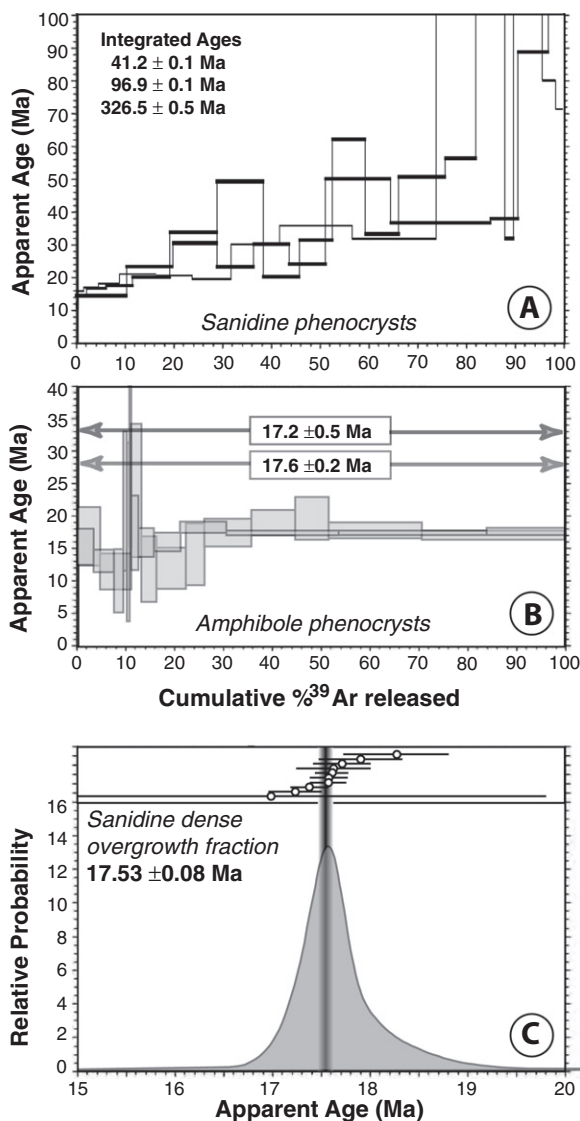 100
90
80
70
60
50
40
30
20
10
0
Apparent Age (Ma)
Integrated Ages
41.2 ± 0.1 Ma
96.9 ± 0.1 Ma
326.5 ± 0.5 Ma
Sanidine phenocrysts
A
0 10 20 30 40 50 60 70 80 90 100
40
35
30
25
20
15
10
5
0
Apparent Age (Ma)
17.2 ±0.5 Ma
17.6 ±0.2 Ma
Amphibole phenocrysts
B
0 10 20 30 40 50 60 70 80 90 100
Cumulative %³⁹Ar released
16
14
12
10
8
6
4
2
0
Relative Probability
Sanidine dense
overgrowth fraction
17.53 ±0.08 Ma
C
15 15 17 18 19 20
Apparent Age (Ma)